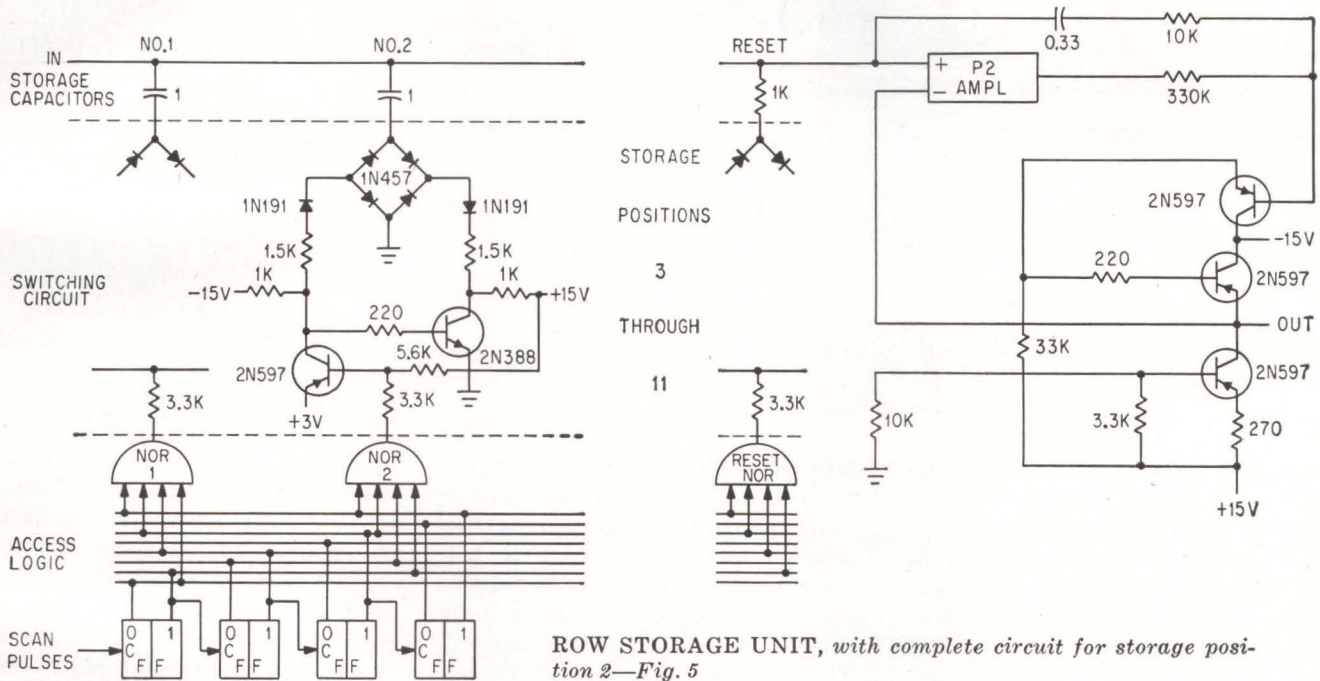 IN
STORAGE
CAPACITORS
NO.1
1
NO.2
1
RESET
1K
0.33
10K
+
−
P2
AMPL
330K
1N457
1N191
1N191
1.5K
1.5K
1K
1K
−15V
+15V
SWITCHING
CIRCUIT
220
5.6K
2N388
2N597
3.3K
3.3K
+3V
STORAGE
POSITIONS
3
THROUGH
11
3.3K
2N597
−15V
220
2N597
OUT
33K
2N597
10K
3.3K
270
+15V
NOR
1
NOR
2
RESET
NOR
ACCESS
LOGIC
SCAN
PULSES
0 1
C
F F
0 1
C
F F
0 1
C
F F
0 1
C
F F
ROW STORAGE UNIT, with complete circuit for storage posi-
tion 2—Fig. 5